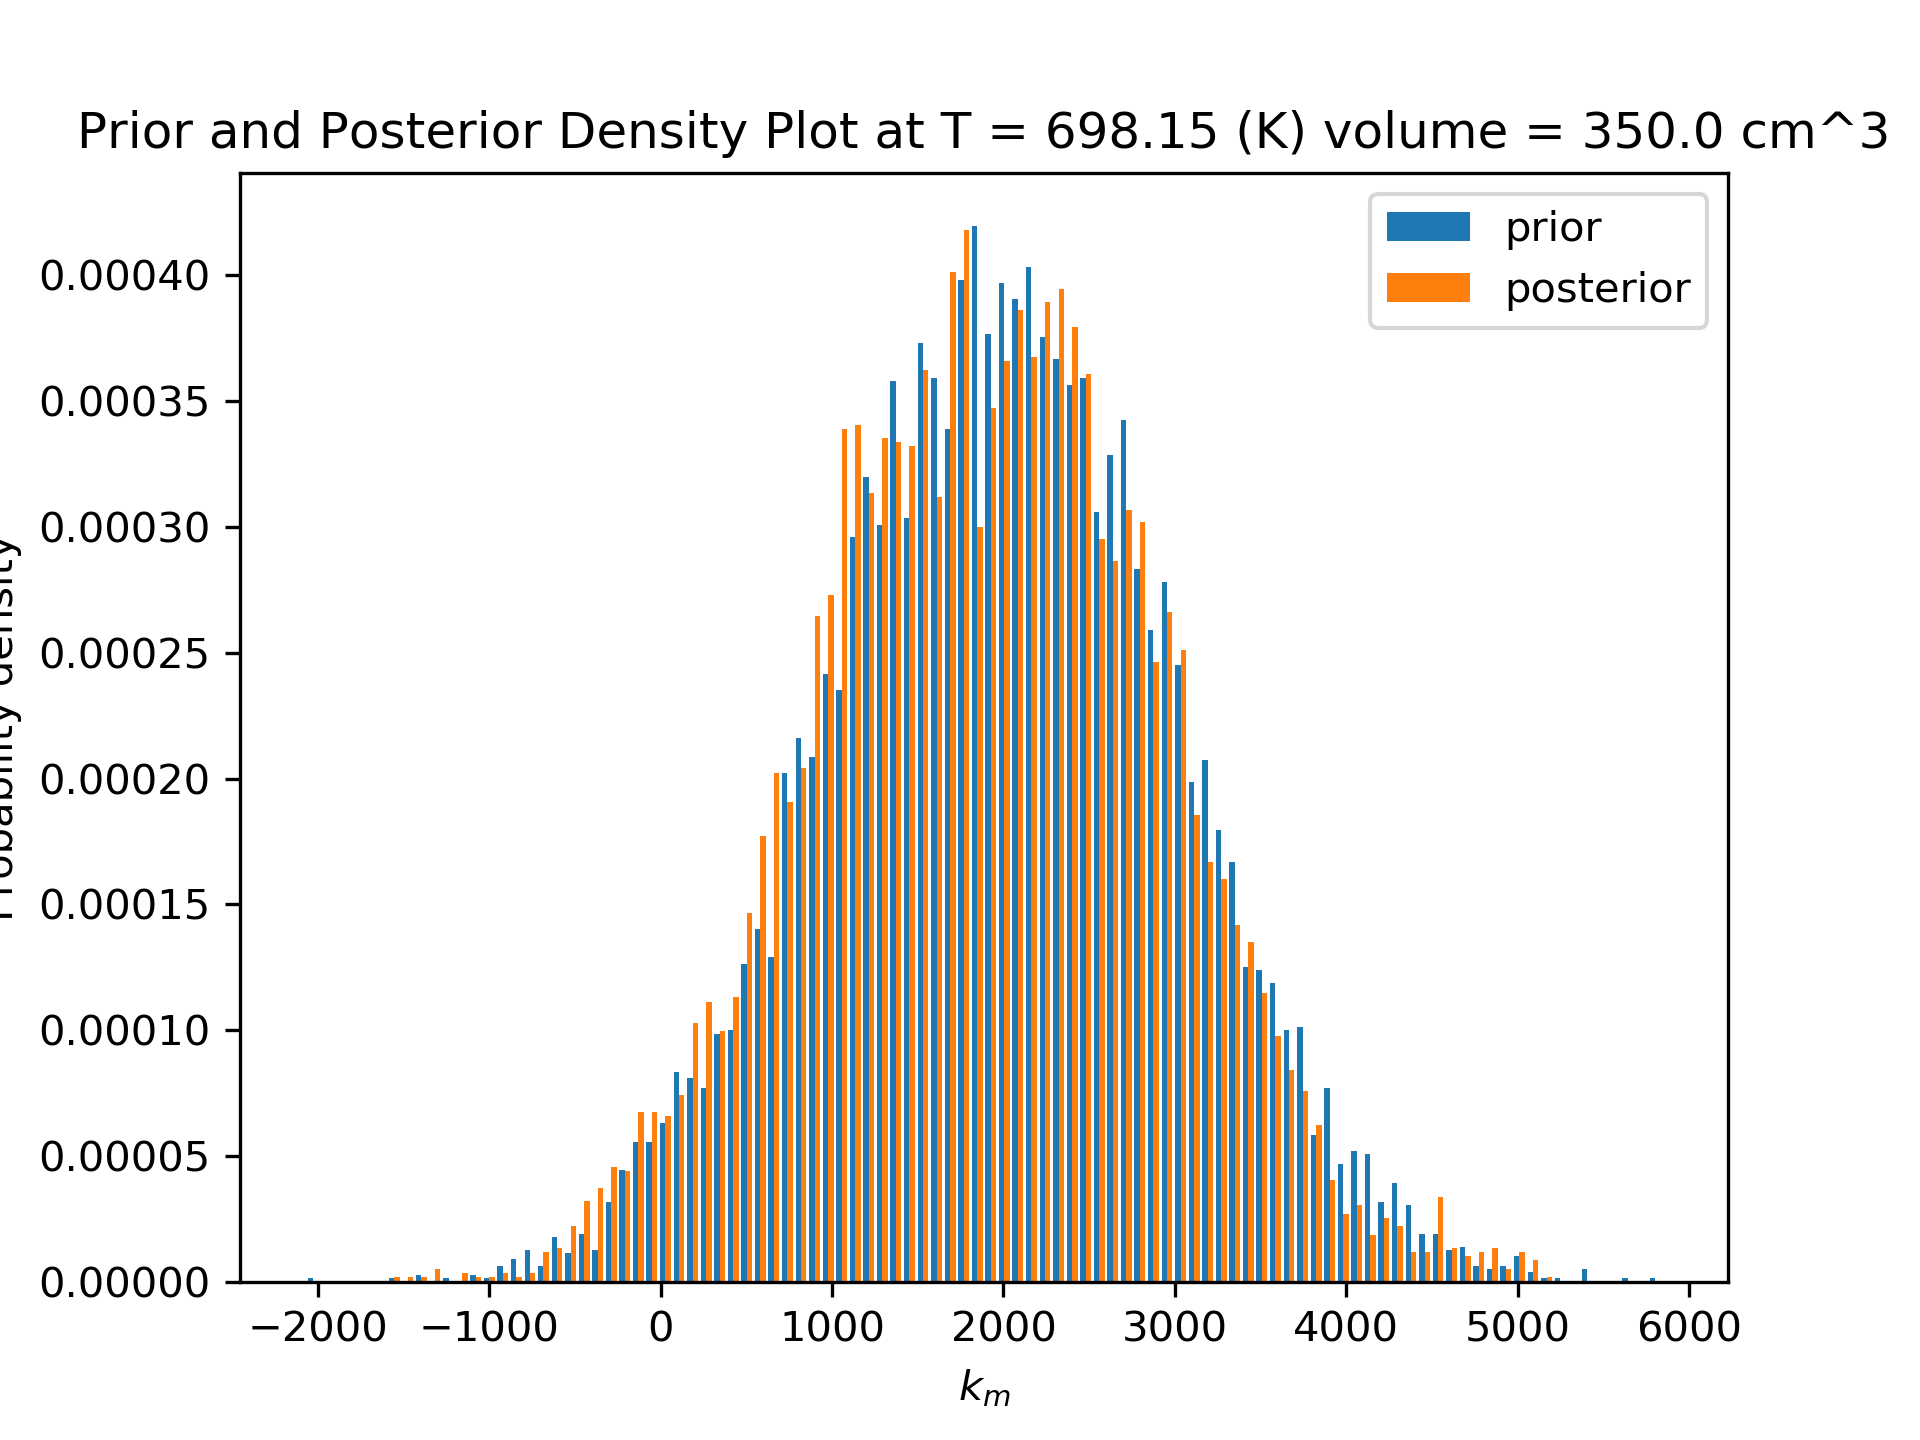 Prior and Posterior Density Plot at T = 698.15 (K) volume = 350.0 cm^3
prior
posterior
0.00040
0.00035
0.00030
0.00025
0.00020
0.00015
0.00010
0.00005
0.00000
Probability density
−2000 −1000 0 1000 2000 3000 4000 5000 6000
k_m